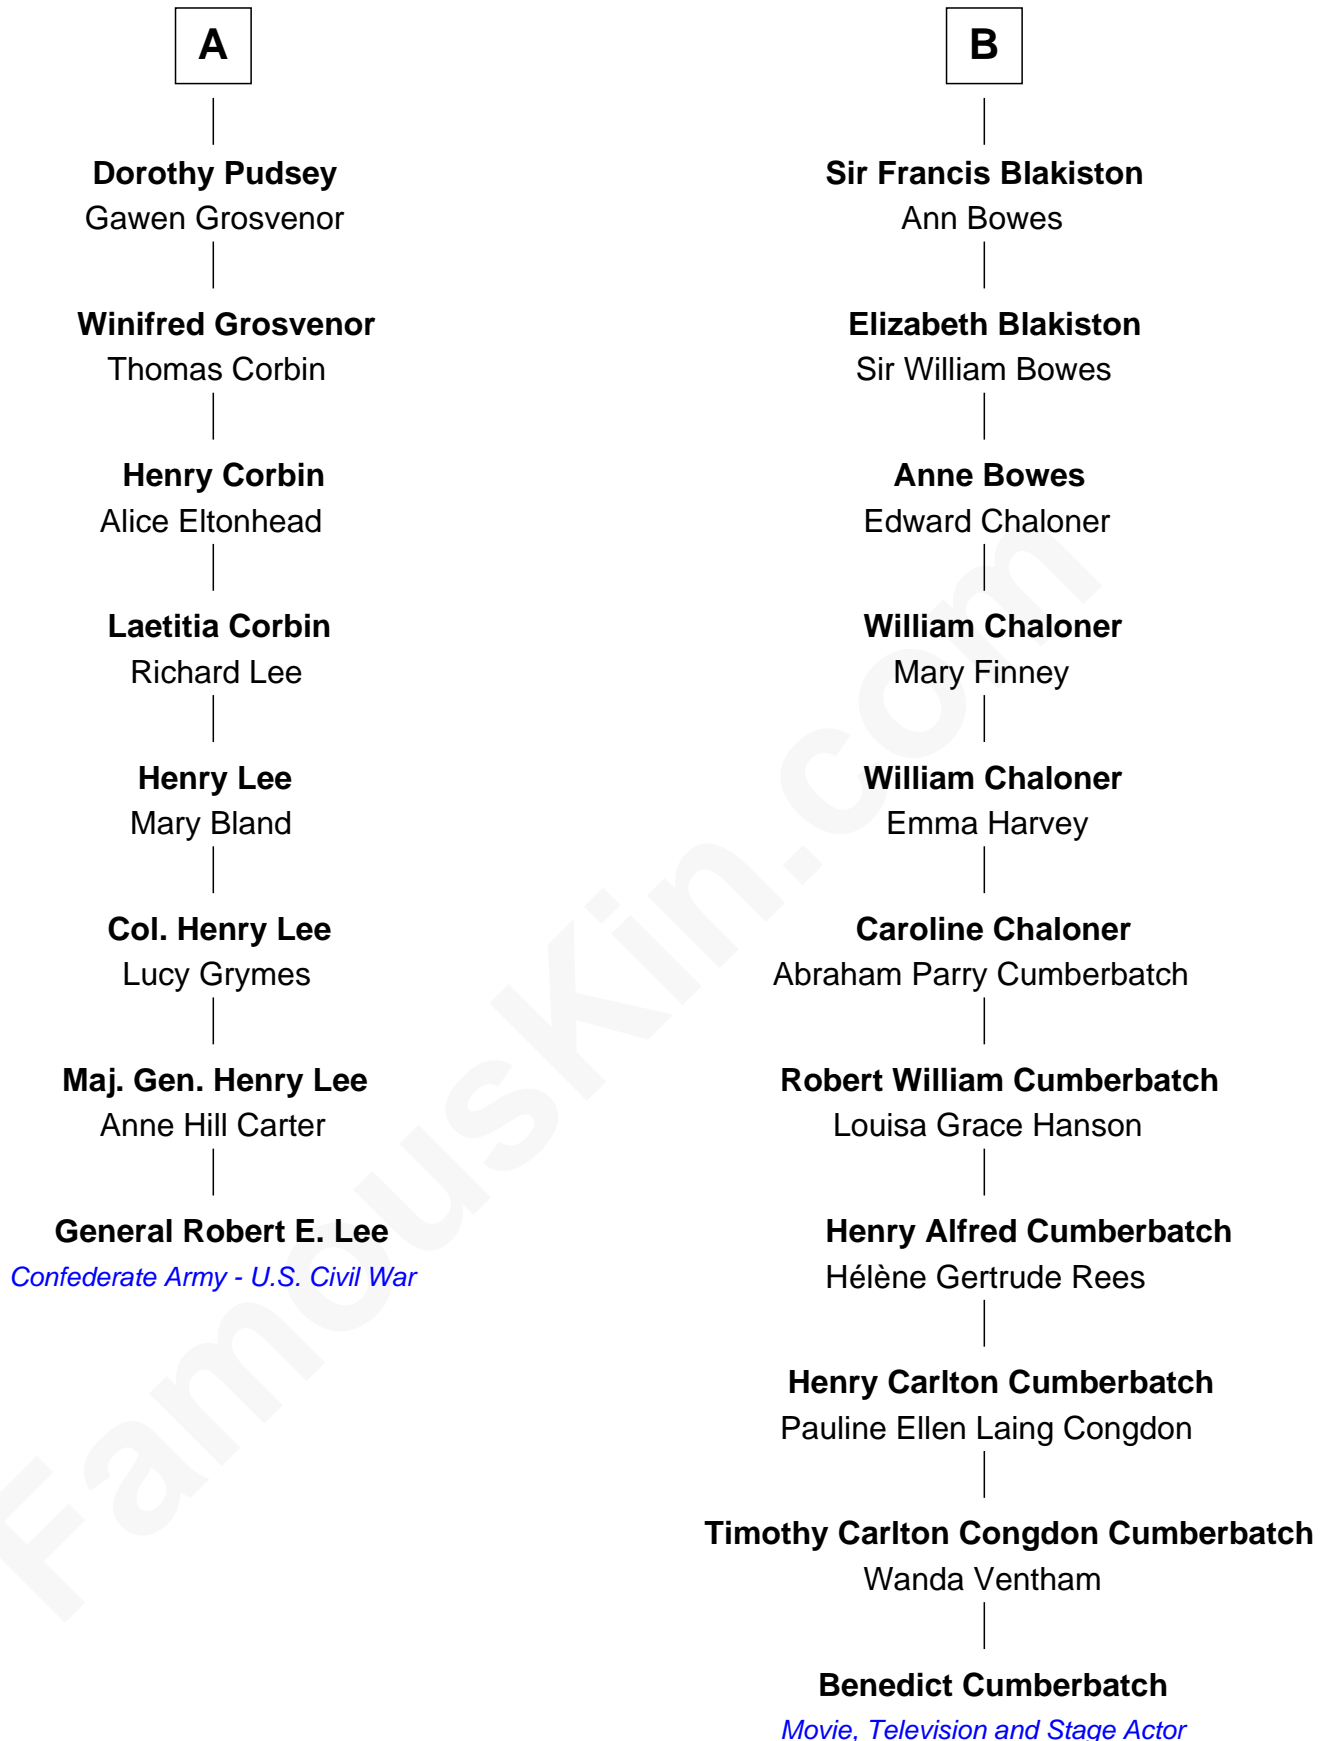 A
Dorothy Pudsey
Gawen Grosvenor
Winifred Grosvenor
Thomas Corbin
Henry Corbin
Alice Eltonhead
Laetitia Corbin
Richard Lee
Henry Lee
Mary Bland
Col. Henry Lee
Lucy Grymes
Maj. Gen. Henry Lee
Anne Hill Carter
General Robert E. Lee
Confederate Army - U.S. Civil War
B
Sir Francis Blakiston
Ann Bowes
Elizabeth Blakiston
Sir William Bowes
Anne Bowes
Edward Chaloner
William Chaloner
Mary Finney
William Chaloner
Emma Harvey
Caroline Chaloner
Abraham Parry Cumberbatch
Robert William Cumberbatch
Louisa Grace Hanson
Henry Alfred Cumberbatch
Hélène Gertrude Rees
Henry Carlton Cumberbatch
Pauline Ellen Laing Congdon
Timothy Carlton Congdon Cumberbatch
Wanda Ventham
Benedict Cumberbatch
Movie, Television and Stage Actor
FamousKin.com